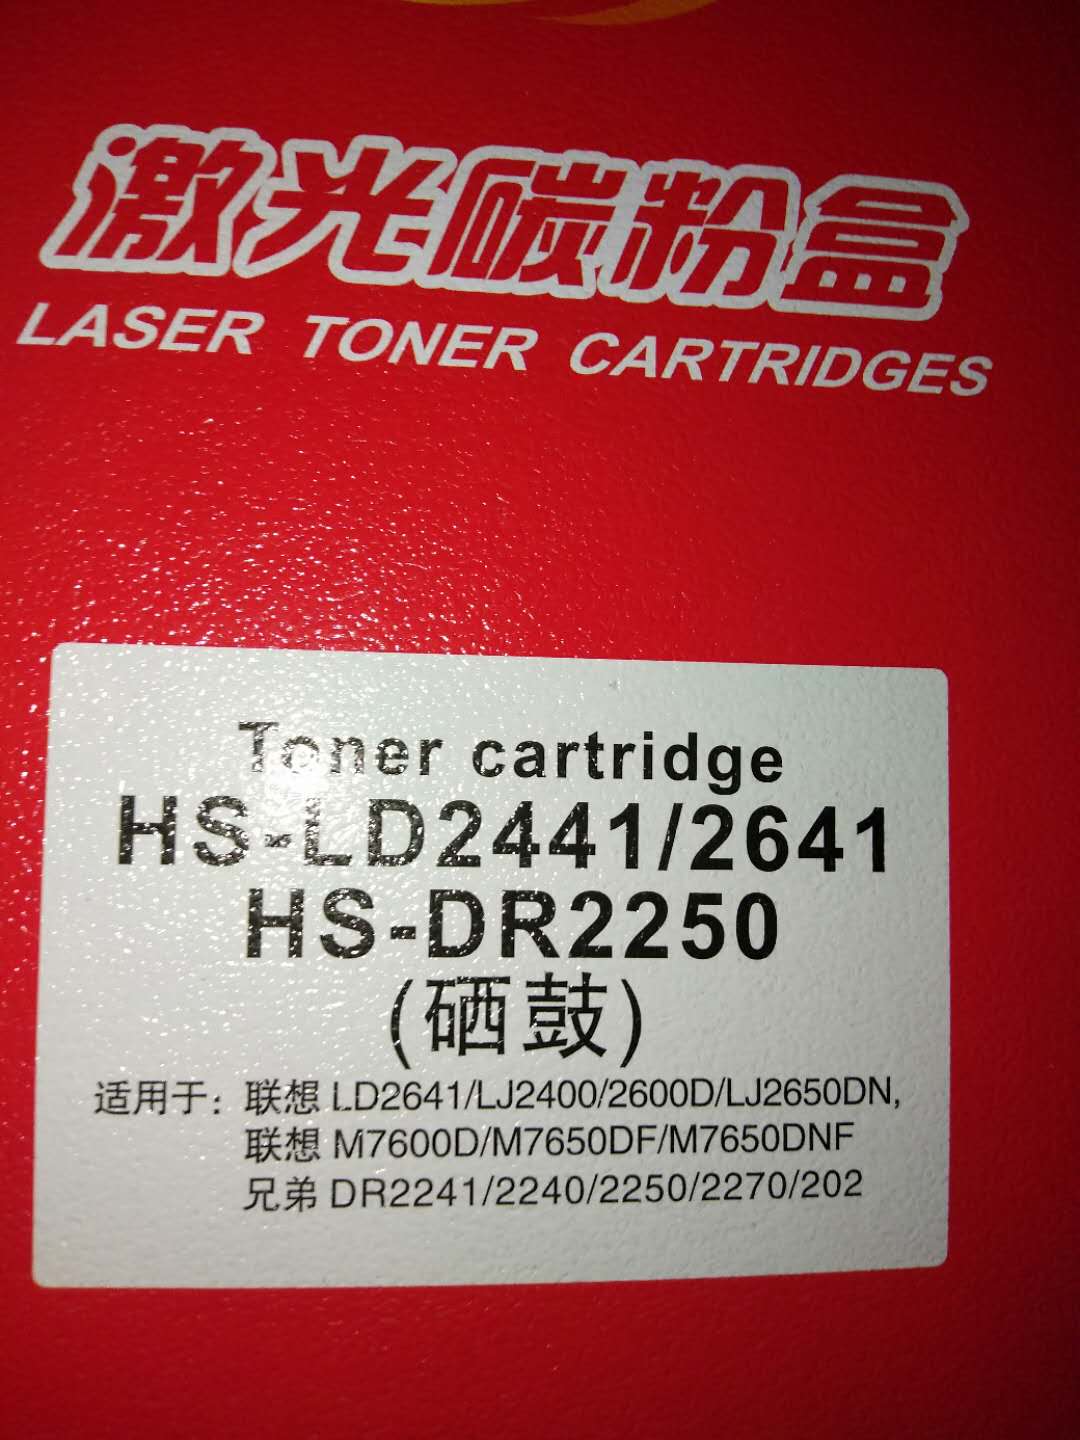 激光碳粉盒
LASER TONER CARTRIDGES
Toner cartridge
HS-LD2441/2641
HS-DR2250
(硒鼓)
适用于: 联想 LD2641/LJ2400/2600D/LJ2650DN,
联想 M7600D/M7650DF/M7650DNF
兄弟 DR2241/2240/2250/2270/202